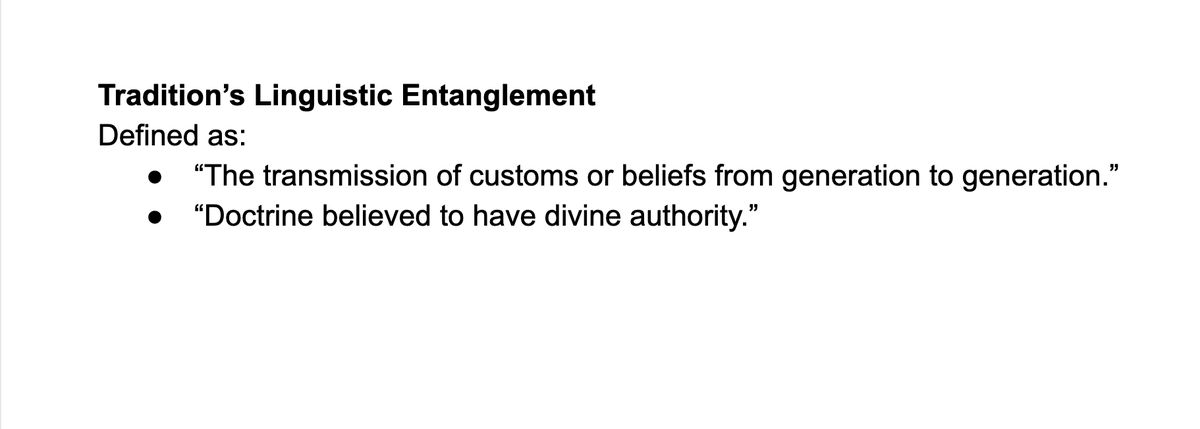 Tradition’s Linguistic Entanglement
Defined as:
● “The transmission of customs or beliefs from generation to generation.”
● “Doctrine believed to have divine authority.”